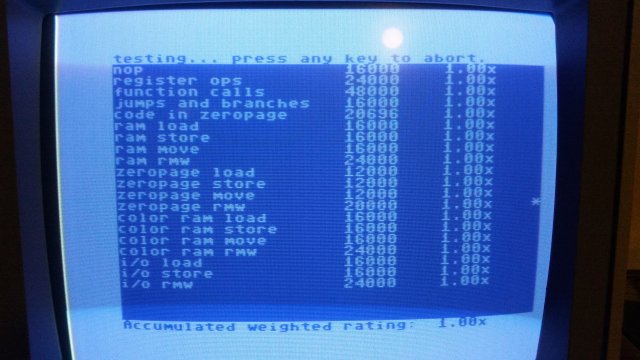 testing... press any key to abort.
nop 16000 1.00x
register ops 24000 1.00x
function calls 48000 1.00x
jumps and branches 16000 1.00x
code in zeropage 20696 1.00x
ram load 16000 1.00x
ram store 16000 1.00x
ram move 16000 1.00x
ram rmw 24000 1.00x
zeropage load 12000 1.00x
zeropage store 12000 1.00x
zeropage move 12000 1.00x
zeropage rmw 20000 1.00x *
color ram load 16000 1.00x
color ram store 16000 1.00x
color ram move 16000 1.00x
color ram rmw 24000 1.00x
i/o load 16000 1.00x
i/o store 16000 1.00x
i/o rmw 24000 1.00x
Accumulated weighted rating: 1.00x